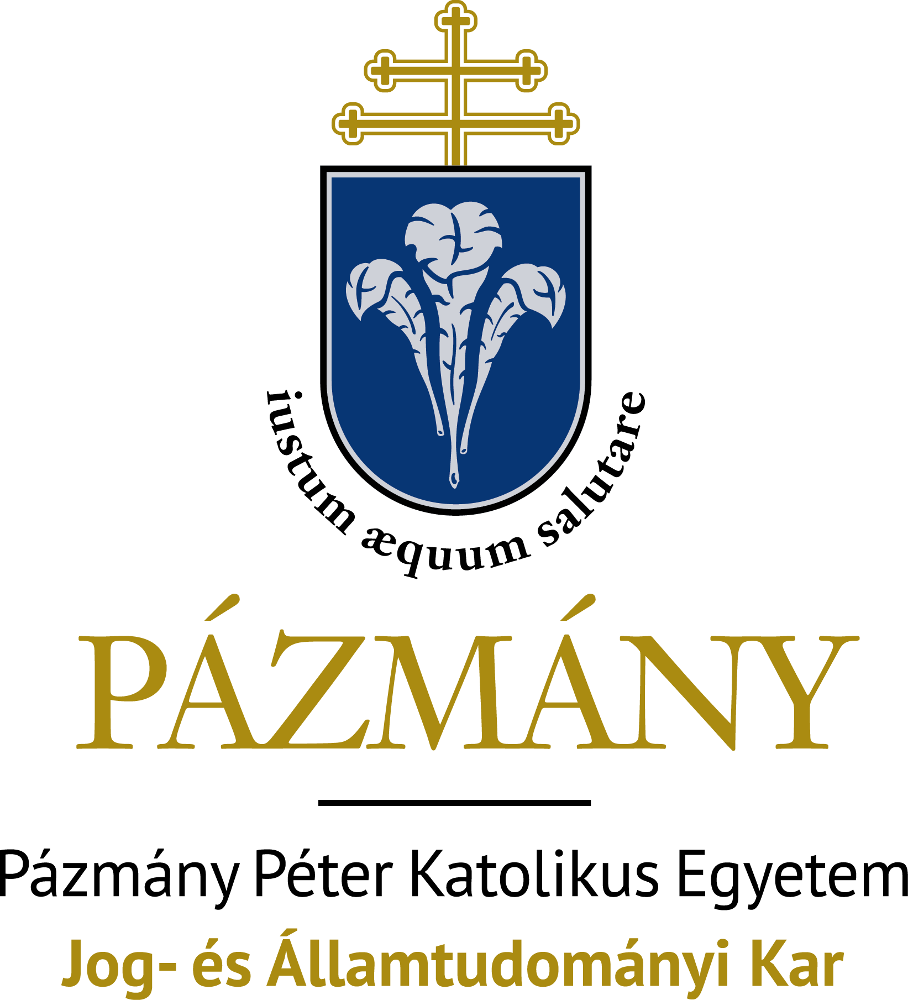 iustum æquum salutare
PÁZMÁNY
Pázmány Péter Katolikus Egyetem
Jog- és Államtudományi Kar